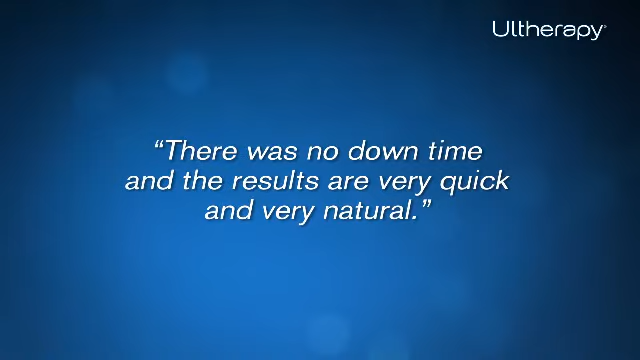 Ultherapy®
“There was no down time
and the results are very quick
and very natural.”